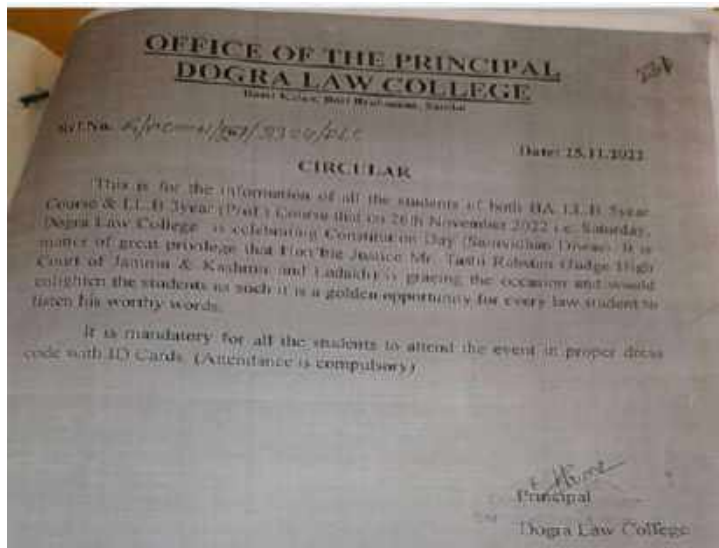 OFFICE OF THE PRINCIPAL
DOGRA LAW COLLEGE
Bari Brahmana, Samba
Ref.No.
Date: 25.11.2022
CIRCULAR
This is for the information of all the students of both BA LL.B 5year
Course & LL.B 3year (Prof.) Course that on 26th November 2022 i.e. Saturday,
Dogra Law College is celebrating Constitution Day (Samvidhan Diwas). It is
matter of great privilege that Hon'ble Justice Mr. Tashi Rabstan (Judge High
Court of Jammu & Kashmir and Ladakh) is gracing the occasion and would
enlighten the students as such it is a golden opportunity for every law student to
listen his worthy words.
It is mandatory for all the students to attend the event in proper dress
code with ID Cards. (Attendance is compulsory)
Principal
Dogra Law College